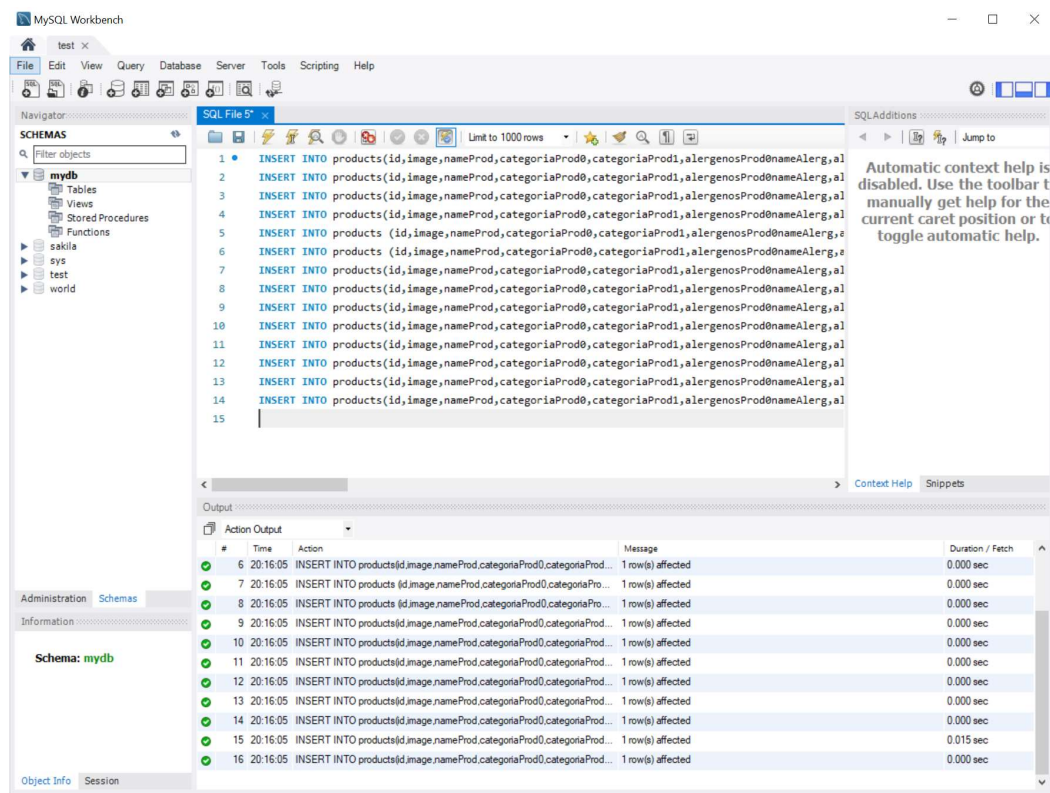 MySQL Workbench
test
File Edit View Query Database Server Tools Scripting Help
Navigator
SCHEMAS
Filter objects
mydb
Tables
Views
Stored Procedures
Functions
sakila
sys
test
world
Administration Schemas
Information
Schema: mydb
Object Info Session
SQL File 5*
Limit to 1000 rows
1 INSERT INTO products(id,image,nameProd,categoriaProd0,categoriaProd1,alergenosProd0nameAlerg,al
2 INSERT INTO products(id,image,nameProd,categoriaProd0,categoriaProd1,alergenosProd0nameAlerg,al
3 INSERT INTO products(id,image,nameProd,categoriaProd0,categoriaProd1,alergenosProd0nameAlerg,al
4 INSERT INTO products(id,image,nameProd,categoriaProd0,categoriaProd1,alergenosProd0nameAlerg,al
5 INSERT INTO products (id,image,nameProd,categoriaProd0,categoriaProd1,alergenosProd0nameAlerg,a
6 INSERT INTO products (id,image,nameProd,categoriaProd0,categoriaProd1,alergenosProd0nameAlerg,a
7 INSERT INTO products(id,image,nameProd,categoriaProd0,categoriaProd1,alergenosProd0nameAlerg,al
8 INSERT INTO products(id,image,nameProd,categoriaProd0,categoriaProd1,alergenosProd0nameAlerg,al
9 INSERT INTO products(id,image,nameProd,categoriaProd0,categoriaProd1,alergenosProd0nameAlerg,al
10 INSERT INTO products(id,image,nameProd,categoriaProd0,categoriaProd1,alergenosProd0nameAlerg,al
11 INSERT INTO products(id,image,nameProd,categoriaProd0,categoriaProd1,alergenosProd0nameAlerg,al
12 INSERT INTO products(id,image,nameProd,categoriaProd0,categoriaProd1,alergenosProd0nameAlerg,al
13 INSERT INTO products(id,image,nameProd,categoriaProd0,categoriaProd1,alergenosProd0nameAlerg,al
14 INSERT INTO products(id,image,nameProd,categoriaProd0,categoriaProd1,alergenosProd0nameAlerg,al
15
SQLAdditions
Jump to
Automatic context help is
disabled. Use the toolbar t
manually get help for the
current caret position or to
toggle automatic help.
Context Help Snippets
Output
Action Output
# Time Action Message Duration / Fetch
6 20:16:05 INSERT INTO products(id,image,nameProd,categoriaProd0,categoriaProd... 1 row(s) affected 0.000 sec
7 20:16:05 INSERT INTO products (id,image,nameProd,categoriaProd0,categoriaPro... 1 row(s) affected 0.000 sec
8 20:16:05 INSERT INTO products (id,image,nameProd,categoriaProd0,categoriaPro... 1 row(s) affected 0.000 sec
9 20:16:05 INSERT INTO products(id,image,nameProd,categoriaProd0,categoriaProd... 1 row(s) affected 0.000 sec
10 20:16:05 INSERT INTO products(id,image,nameProd,categoriaProd0,categoriaProd... 1 row(s) affected 0.000 sec
11 20:16:05 INSERT INTO products(id,image,nameProd,categoriaProd0,categoriaProd... 1 row(s) affected 0.000 sec
12 20:16:05 INSERT INTO products(id,image,nameProd,categoriaProd0,categoriaProd... 1 row(s) affected 0.000 sec
13 20:16:05 INSERT INTO products(id,image,nameProd,categoriaProd0,categoriaProd... 1 row(s) affected 0.000 sec
14 20:16:05 INSERT INTO products(id,image,nameProd,categoriaProd0,categoriaProd... 1 row(s) affected 0.000 sec
15 20:16:05 INSERT INTO products(id,image,nameProd,categoriaProd0,categoriaProd... 1 row(s) affected 0.015 sec
16 20:16:05 INSERT INTO products(id,image,nameProd,categoriaProd0,categoriaProd... 1 row(s) affected 0.000 sec